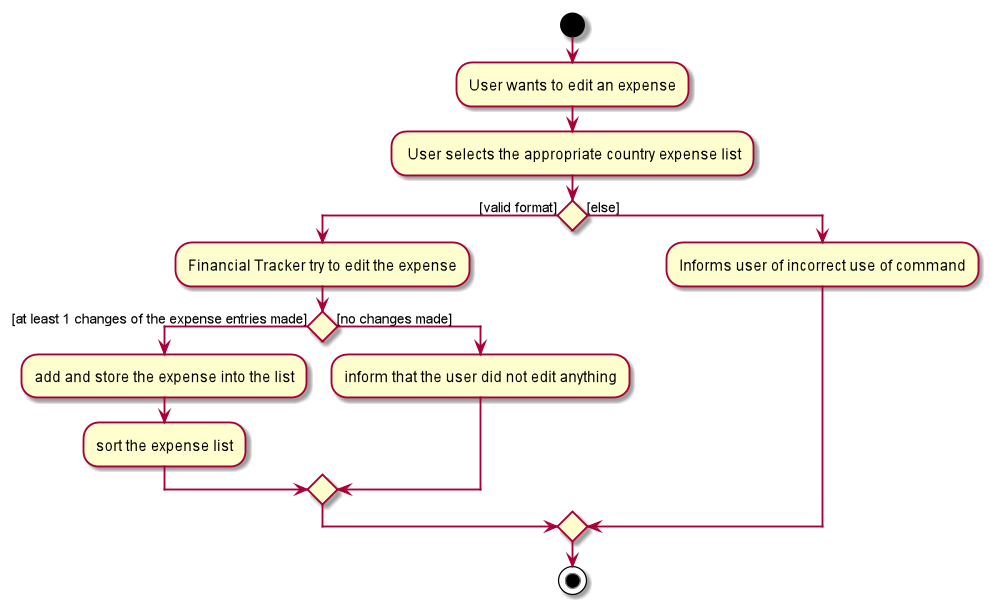 User wants to edit an expense
User selects the appropriate country expense list
[valid format]
[else]
Financial Tracker try to edit the expense
Informs user of incorrect use of command
[at least 1 changes of the expense entries made]
[no changes made]
add and store the expense into the list
inform that the user did not edit anything
sort the expense list